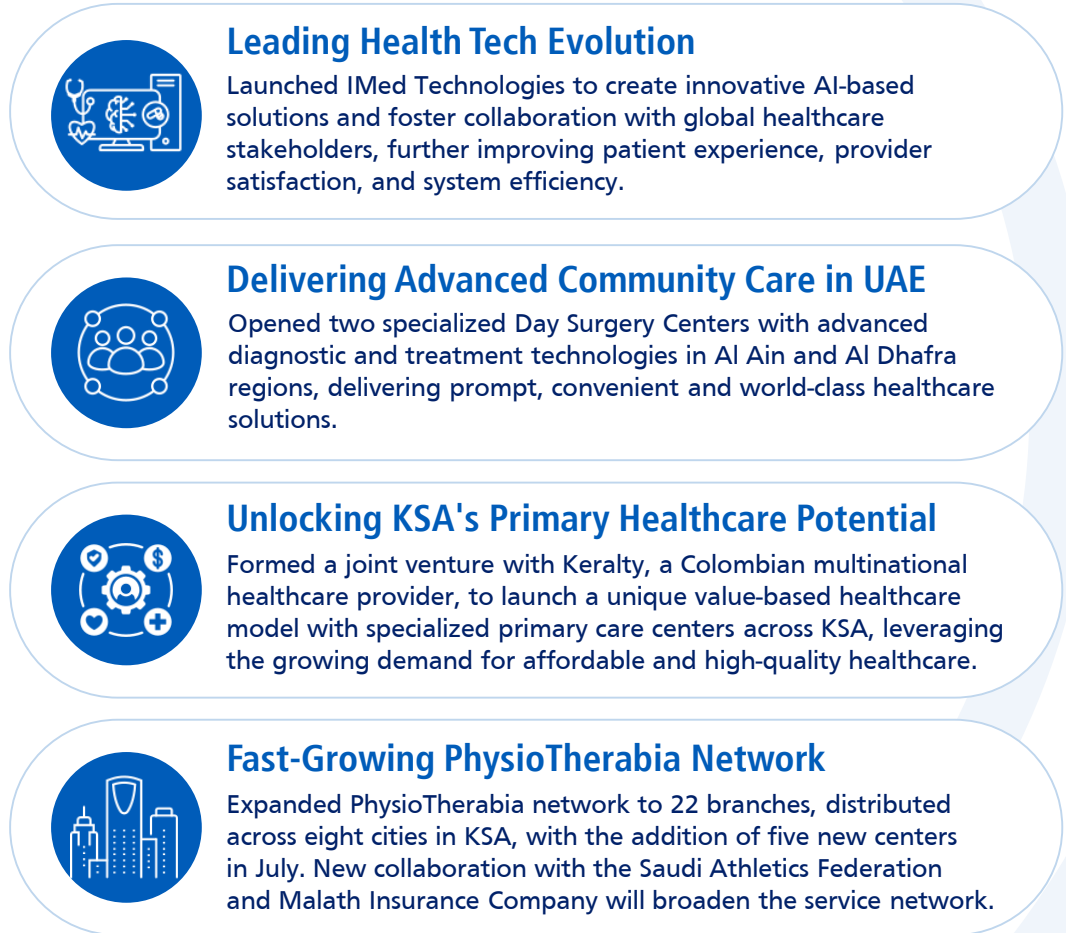 Leading Health Tech Evolution
Launched IMed Technologies to create innovative AI-based
solutions and foster collaboration with global healthcare
stakeholders, further improving patient experience, provider
satisfaction, and system efficiency.
Delivering Advanced Community Care in UAE
Opened two specialized Day Surgery Centers with advanced
diagnostic and treatment technologies in Al Ain and Al Dhafra
regions, delivering prompt, convenient and world-class healthcare
solutions.
Unlocking KSA's Primary Healthcare Potential
Formed a joint venture with Keralty, a Colombian multinational
healthcare provider, to launch a unique value-based healthcare
model with specialized primary care centers across KSA, leveraging
the growing demand for affordable and high-quality healthcare.
Fast-Growing PhysioTherabia Network
Expanded PhysioTherabia network to 22 branches, distributed
across eight cities in KSA, with the addition of five new centers
in July. New collaboration with the Saudi Athletics Federation
and Malath Insurance Company will broaden the service network.